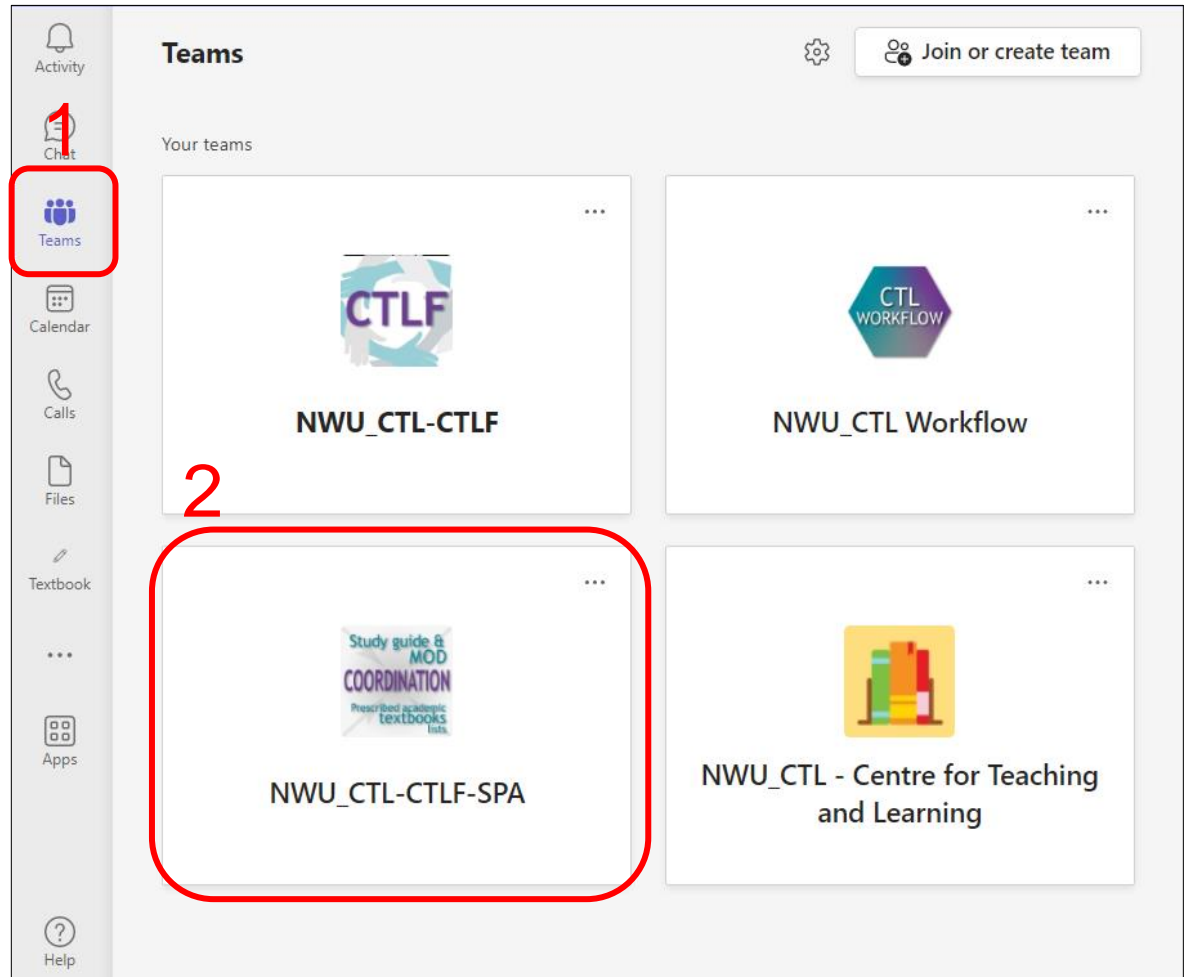 Activity
Chat
Teams
Calendar
Calls
Files
Textbook
...
Apps
Help
1
Teams
Join or create team
Your teams
...
CTLF
NWU_CTL-CTLF
...
CTL
WORKFLOW
NWU_CTL Workflow
2
...
Study guide &
MOD
COORDINATION
Prescribed academic
textbooks
lists
NWU_CTL-CTLF-SPA
...
NWU_CTL - Centre for Teaching
and Learning